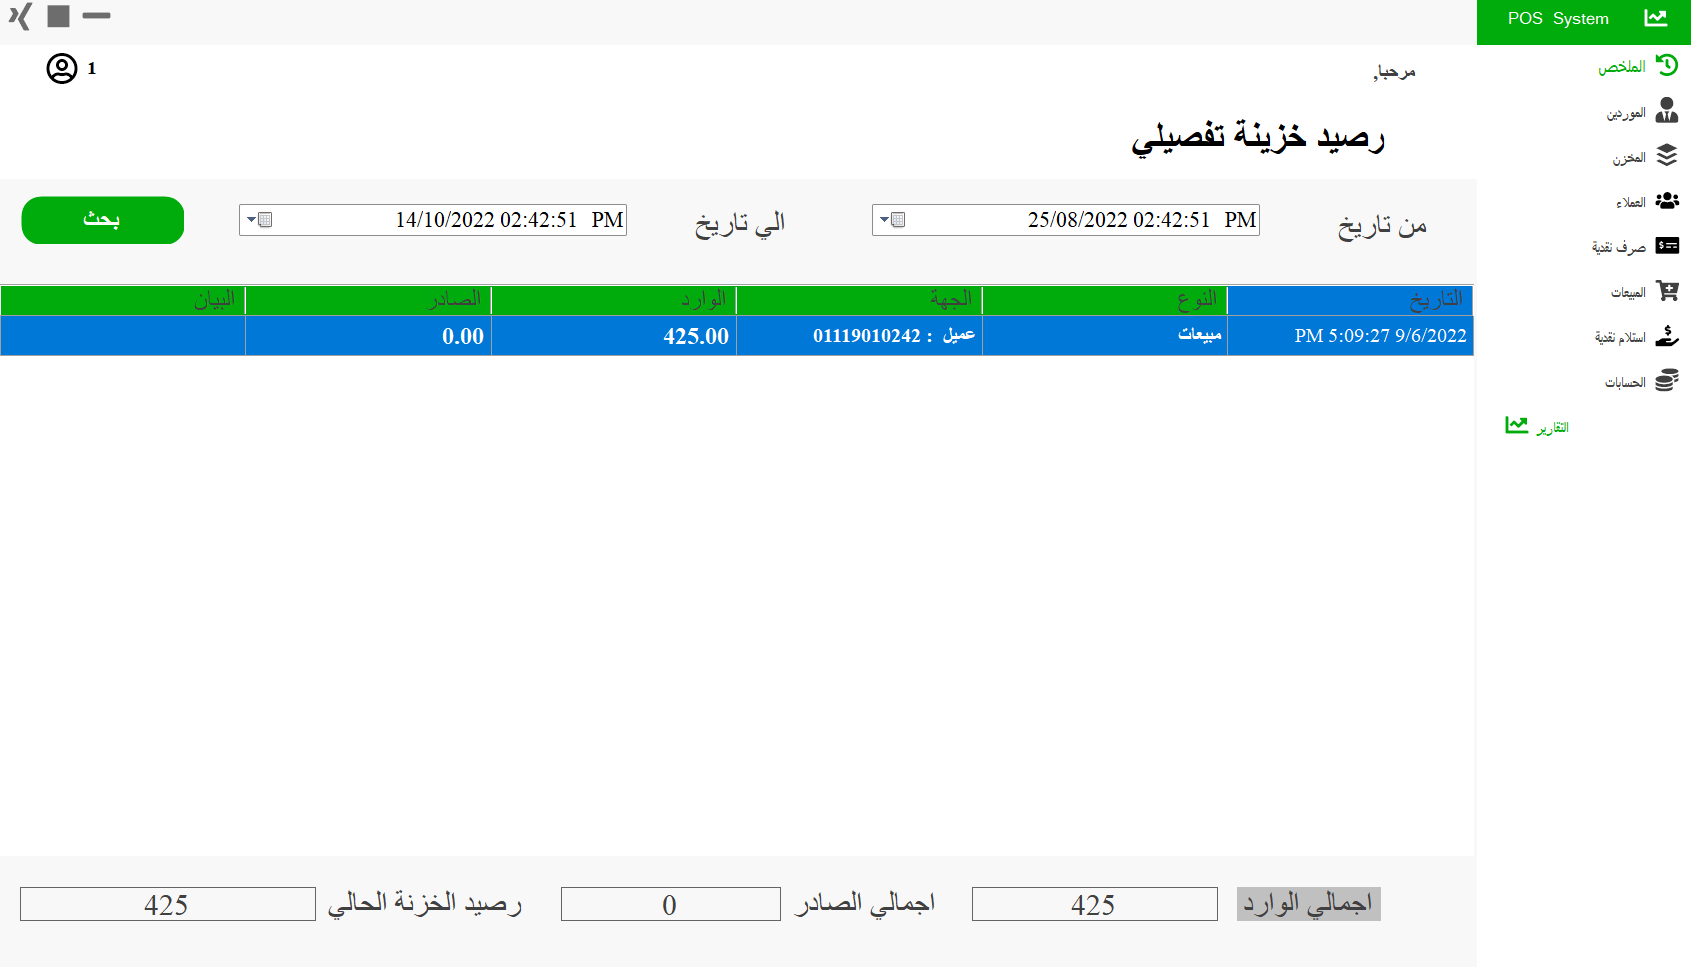 POS System
1
مرحبا,
رصيد خزينة تفصيلي
من تاريخ
25/08/2022 02:42:51 PM
الي تاريخ
14/10/2022 02:42:51 PM
بحث
التاريخ النوع الجهة الوارد الصادر البيان
PM 5:09:27 9/6/2022 مبيعات عميل : 01119010242 425.00 0.00
اجمالي الوارد 425 اجمالي الصادر 0 رصيد الخزنة الحالي 425
الملخص
الموردين
المخزن
العملاء
صرف نقدية
المبيعات
استلام نقدية
الحسابات
التقارير